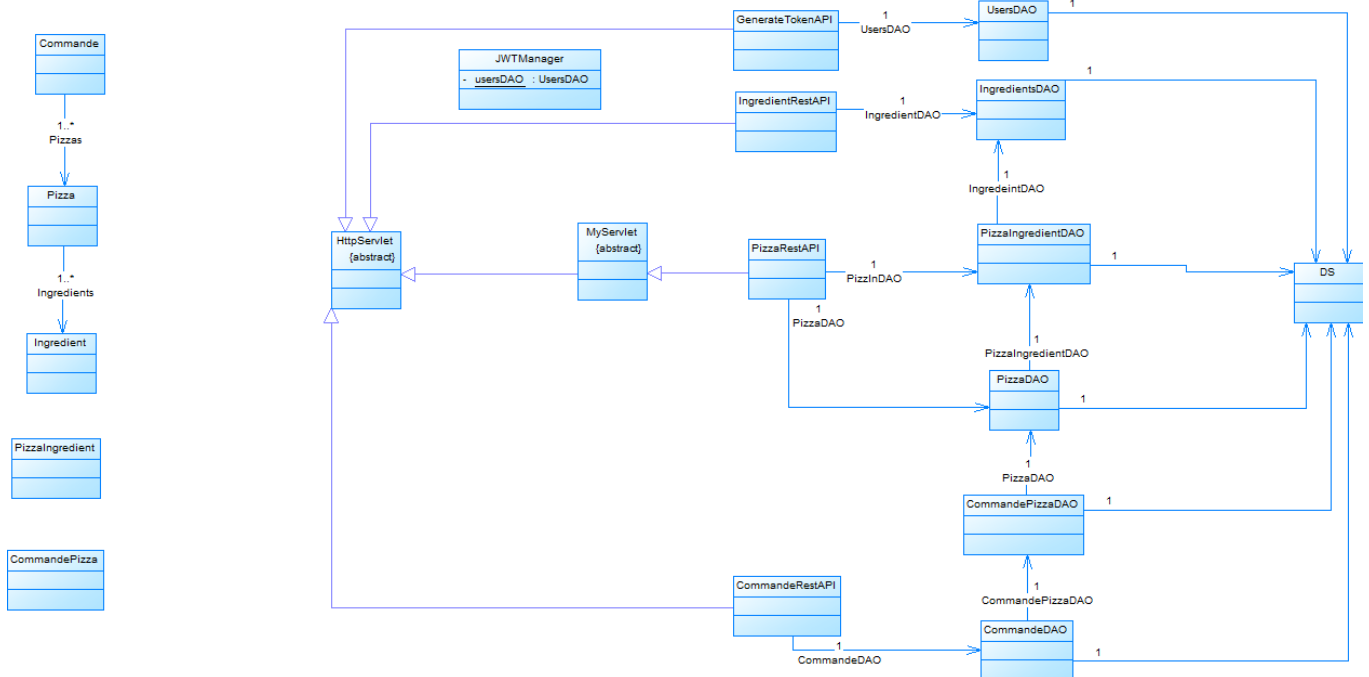 Commande
1..*
Pizzas
Pizza
1..*
Ingredients
Ingredient
PizzaIngredient
CommandePizza
JWTManager
- usersDAO : UsersDAO
HttpServlet
{abstract}
MyServlet
{abstract}
GenerateTokenAPI
1
UsersDAO
UsersDAO
1
IngredientRestAPI
1
IngredientDAO
IngredientsDAO
1
1
IngredeintDAO
PizzaRestAPI
1
PizzInDAO
PizzaIngredientDAO
1
DS
1
PizzaDAO
1
PizzaIngredientDAO
PizzaDAO
1
1
PizzaDAO
CommandePizzaDAO
1
1
CommandePizzaDAO
CommandeRestAPI
1
CommandeDAO
CommandeDAO
1